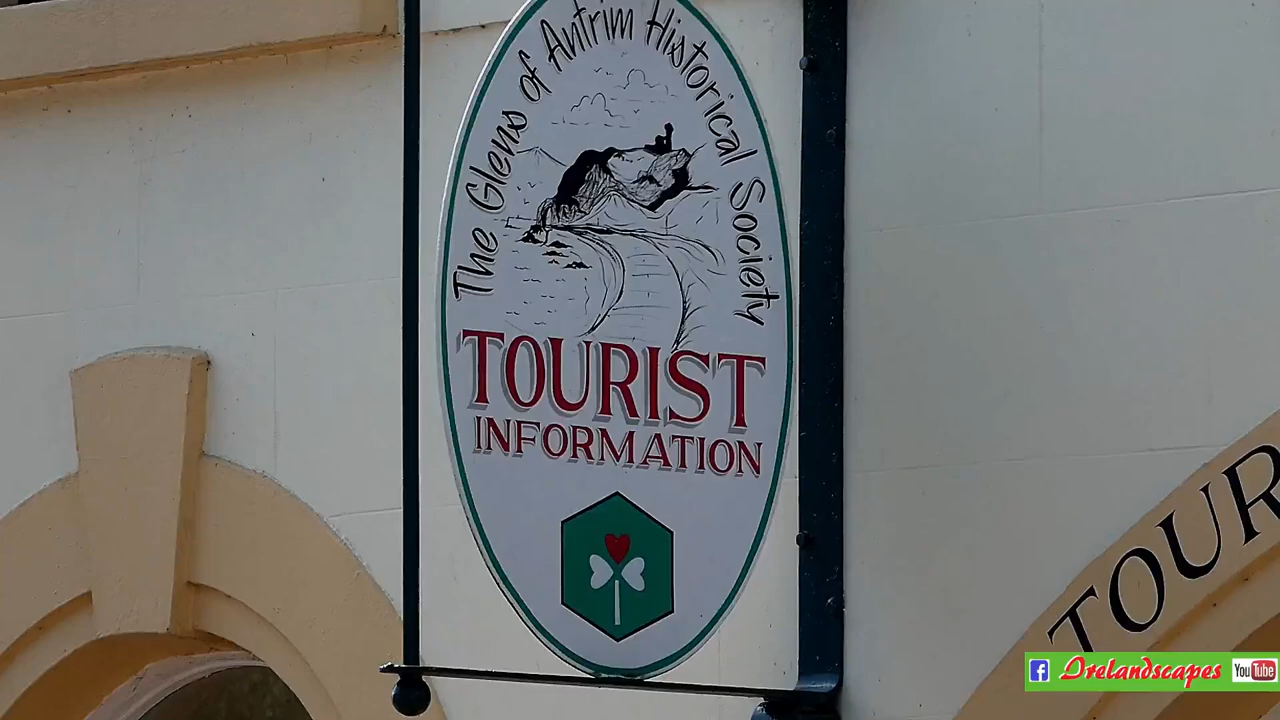 The Glens of Antrim Historical Society
TOURIST
INFORMATION
TOUR
Irelandscapes YouTube